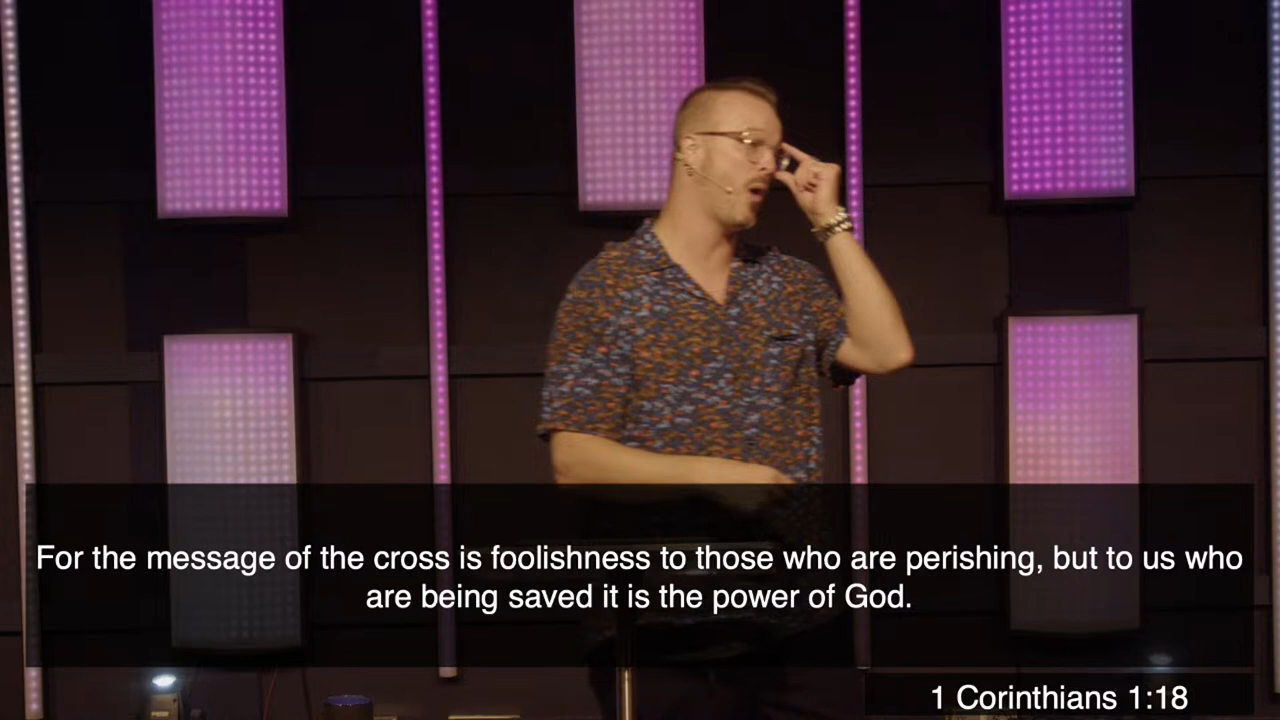 For the message of the cross is foolishness to those who are perishing, but to us who
are being saved it is the power of God.
1 Corinthians 1:18